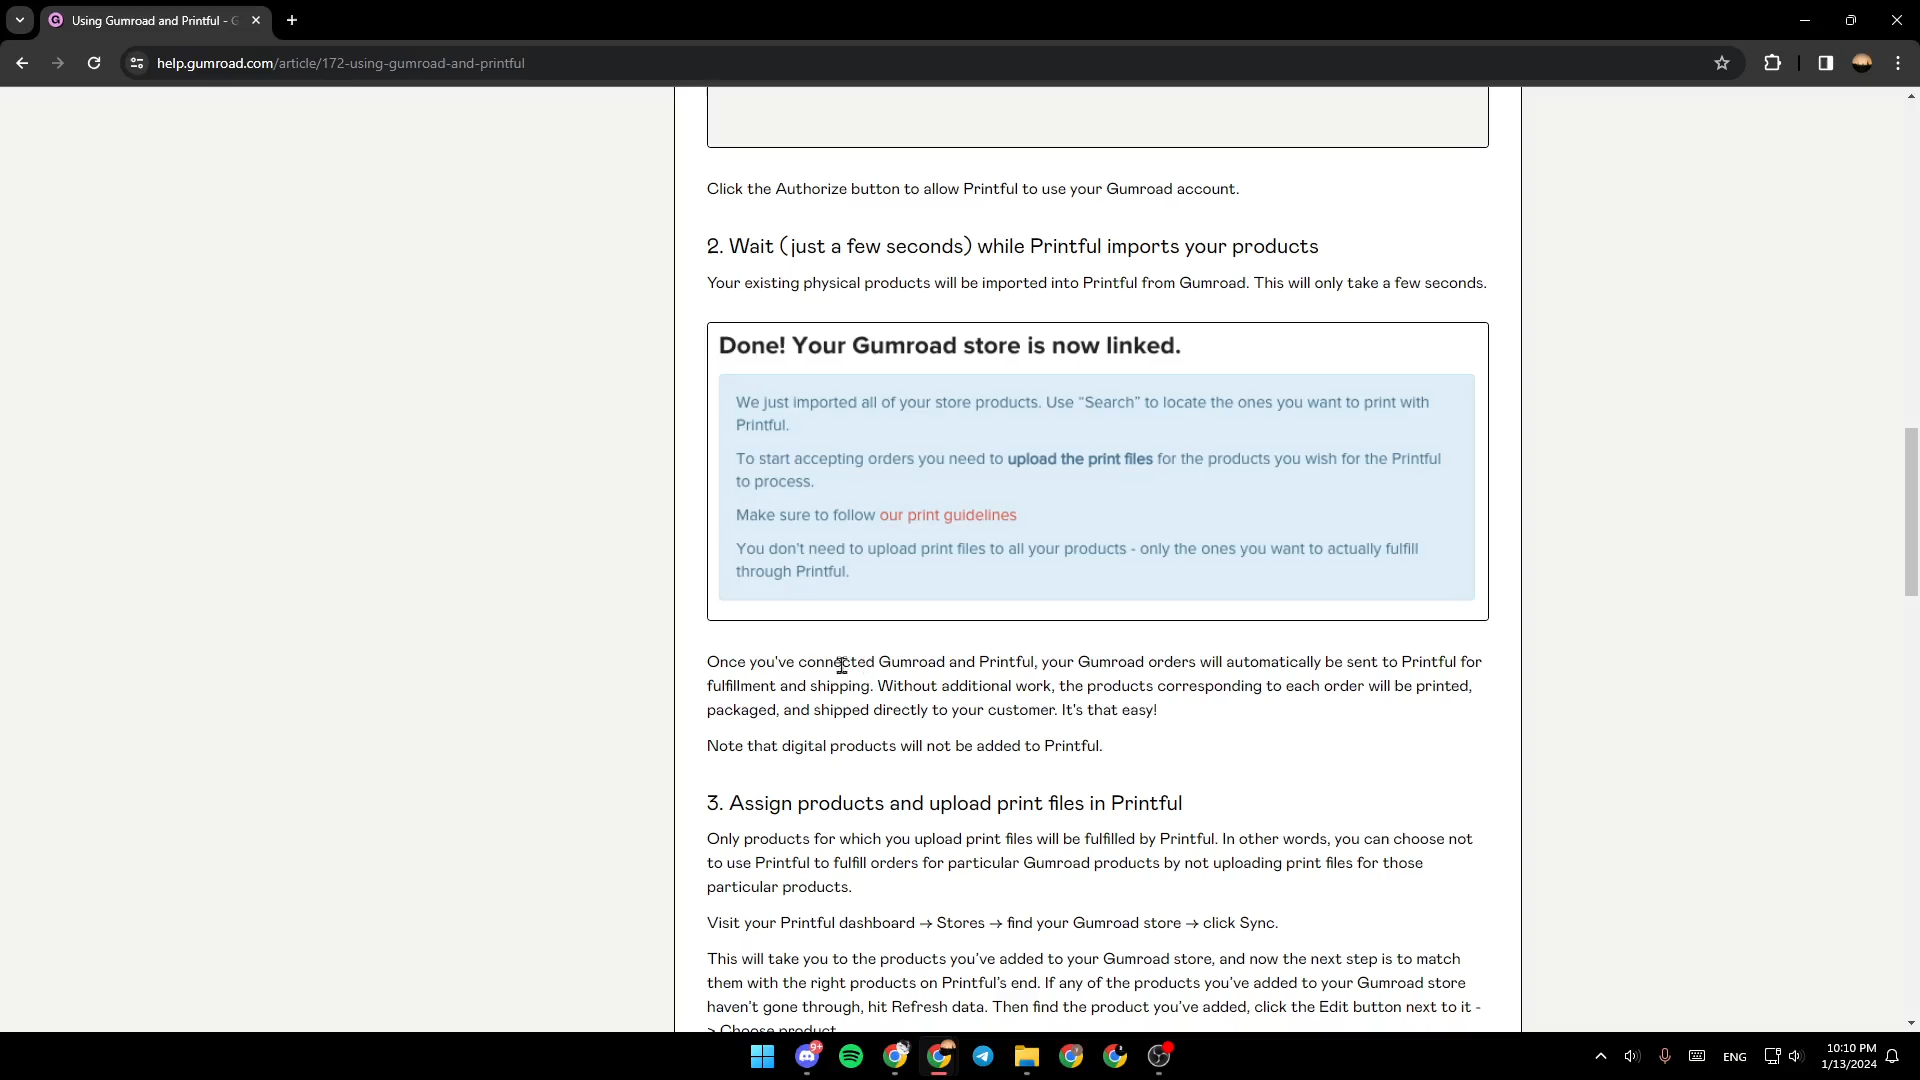 Using Gumroad and Printful - G
help.gumroad.com/article/172-using-gumroad-and-printful
Click the Authorize button to allow Printful to use your Gumroad account.
2. Wait (just a few seconds) while Printful imports your products
Your existing physical products will be imported into Printful from Gumroad. This will only take a few seconds.
Done! Your Gumroad store is now linked.
We just imported all of your store products. Use “Search” to locate the ones you want to print with
Printful.
To start accepting orders you need to upload the print files for the products you wish for the Printful
to process.
Make sure to follow our print guidelines
You don't need to upload print files to all your products - only the ones you want to actually fulfill
through Printful.
Once you've connected Gumroad and Printful, your Gumroad orders will automatically be sent to Printful for
fulfillment and shipping. Without additional work, the products corresponding to each order will be printed,
packaged, and shipped directly to your customer. It's that easy!
Note that digital products will not be added to Printful.
3. Assign products and upload print files in Printful
Only products for which you upload print files will be fulfilled by Printful. In other words, you can choose not
to use Printful to fulfill orders for particular Gumroad products by not uploading print files for those
particular products.
Visit your Printful dashboard → Stores → find your Gumroad store → click Sync.
This will take you to the products you’ve added to your Gumroad store, and now the next step is to match
them with the right products on Printful’s end. If any of the products you’ve added to your Gumroad store
haven’t gone through, hit Refresh data. Then find the product you’ve added, click the Edit button next to it -
> Choose product
9+
ENG
10:10 PM
1/13/2024